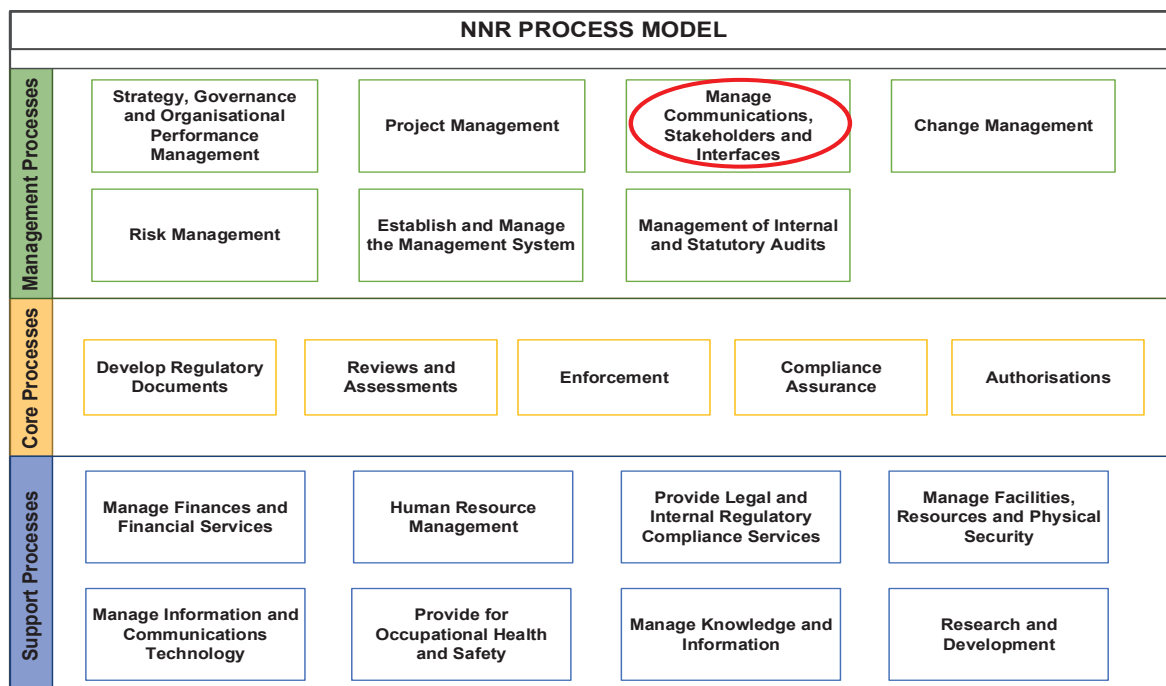 NNR PROCESS MODEL
Management Processes
Strategy, Governance
and Organisational
Performance
Management
Project Management
Manage
Communications,
Stakeholders and
Interfaces
Change Management
Risk Management
Establish and Manage
the Management System
Management of Internal
and Statutory Audits
Core Processes
Develop Regulatory
Documents
Reviews and
Assessments
Enforcement
Compliance
Assurance
Authorisations
Support Processes
Manage Finances and
Financial Services
Human Resource
Management
Provide Legal and
Internal Regulatory
Compliance Services
Manage Facilities,
Resources and Physical
Security
Manage Information and
Communications
Technology
Provide for
Occupational Health
and Safety
Manage Knowledge and
Information
Research and
Development